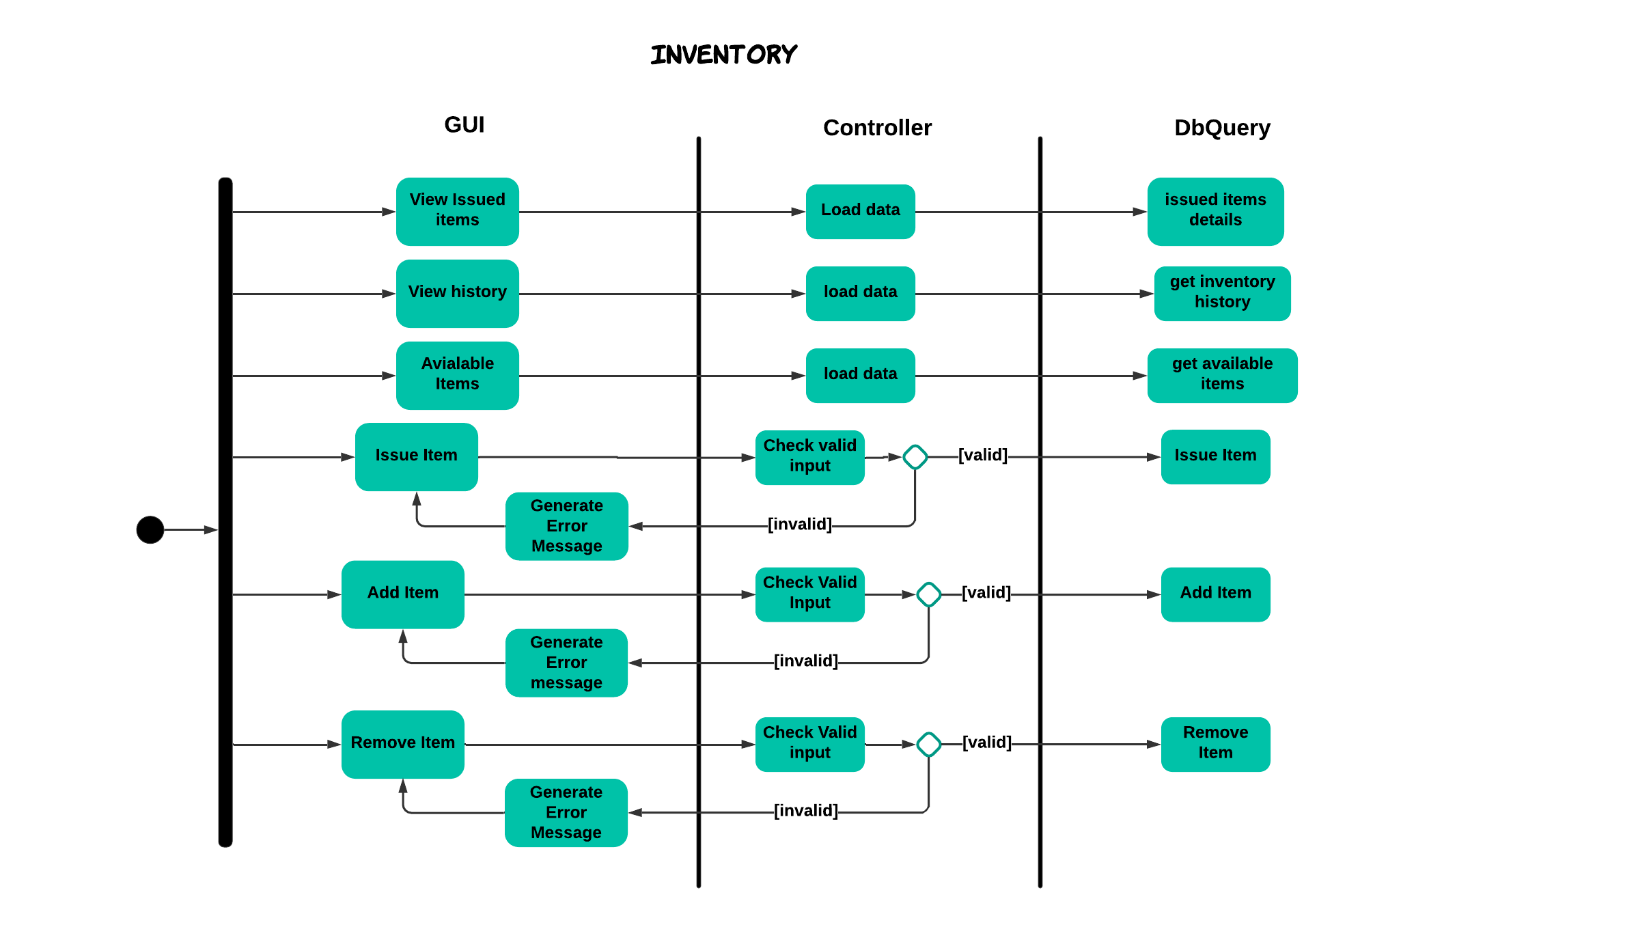 INVENTORY
GUI
Controller
DbQuery
View Issued
items
Load data
issued items
details
View history
load data
get inventory
history
Avialable
Items
load data
get available
items
Issue Item
Check valid
input
[valid]
Issue Item
Generate
Error
Message
[invalid]
Add Item
Check Valid
Input
[valid]
Add Item
Generate
Error
message
[invalid]
Remove Item
Check Valid
input
[valid]
Remove
Item
Generate
Error
Message
[invalid]